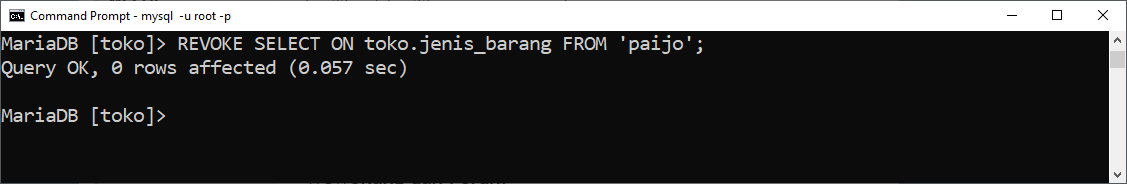 Command Prompt - mysql  -u root -p
MariaDB [toko]> REVOKE SELECT ON toko.jenis_barang FROM 'paijo';
Query OK, 0 rows affected (0.057 sec)
MariaDB [toko]>